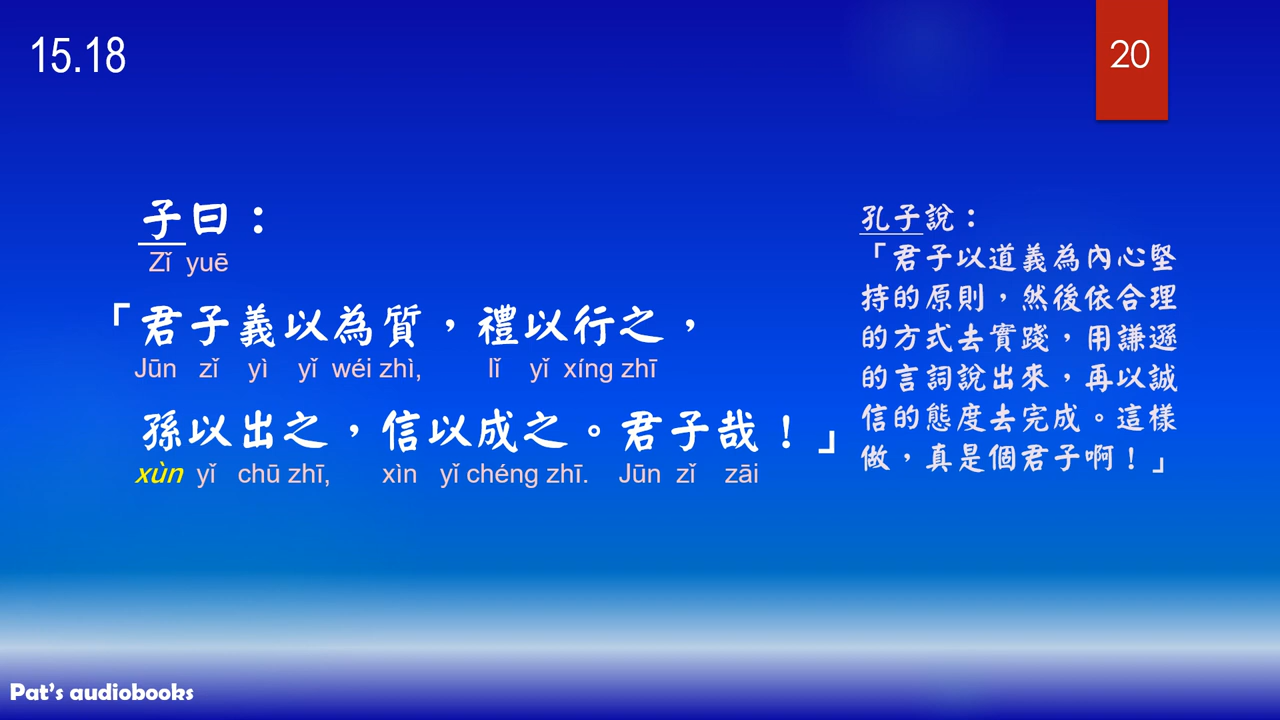 15.18
20
子曰：
Zǐ yuē
「君子義以為質，禮以行之，
Jūn zǐ yì yǐ wéi zhì, lǐ yǐ xíng zhī
孫以出之，信以成之。君子哉！」
xùn yǐ chū zhī, xìn yǐ chéng zhī. Jūn zǐ zāi
孔子說：
「君子以道義為內心堅
持的原則，然後依合理
的方式去實踐，用謙遜
的言詞說出來，再以誠
信的態度去完成。這樣
做，真是個君子啊！」
Pat's audiobooks